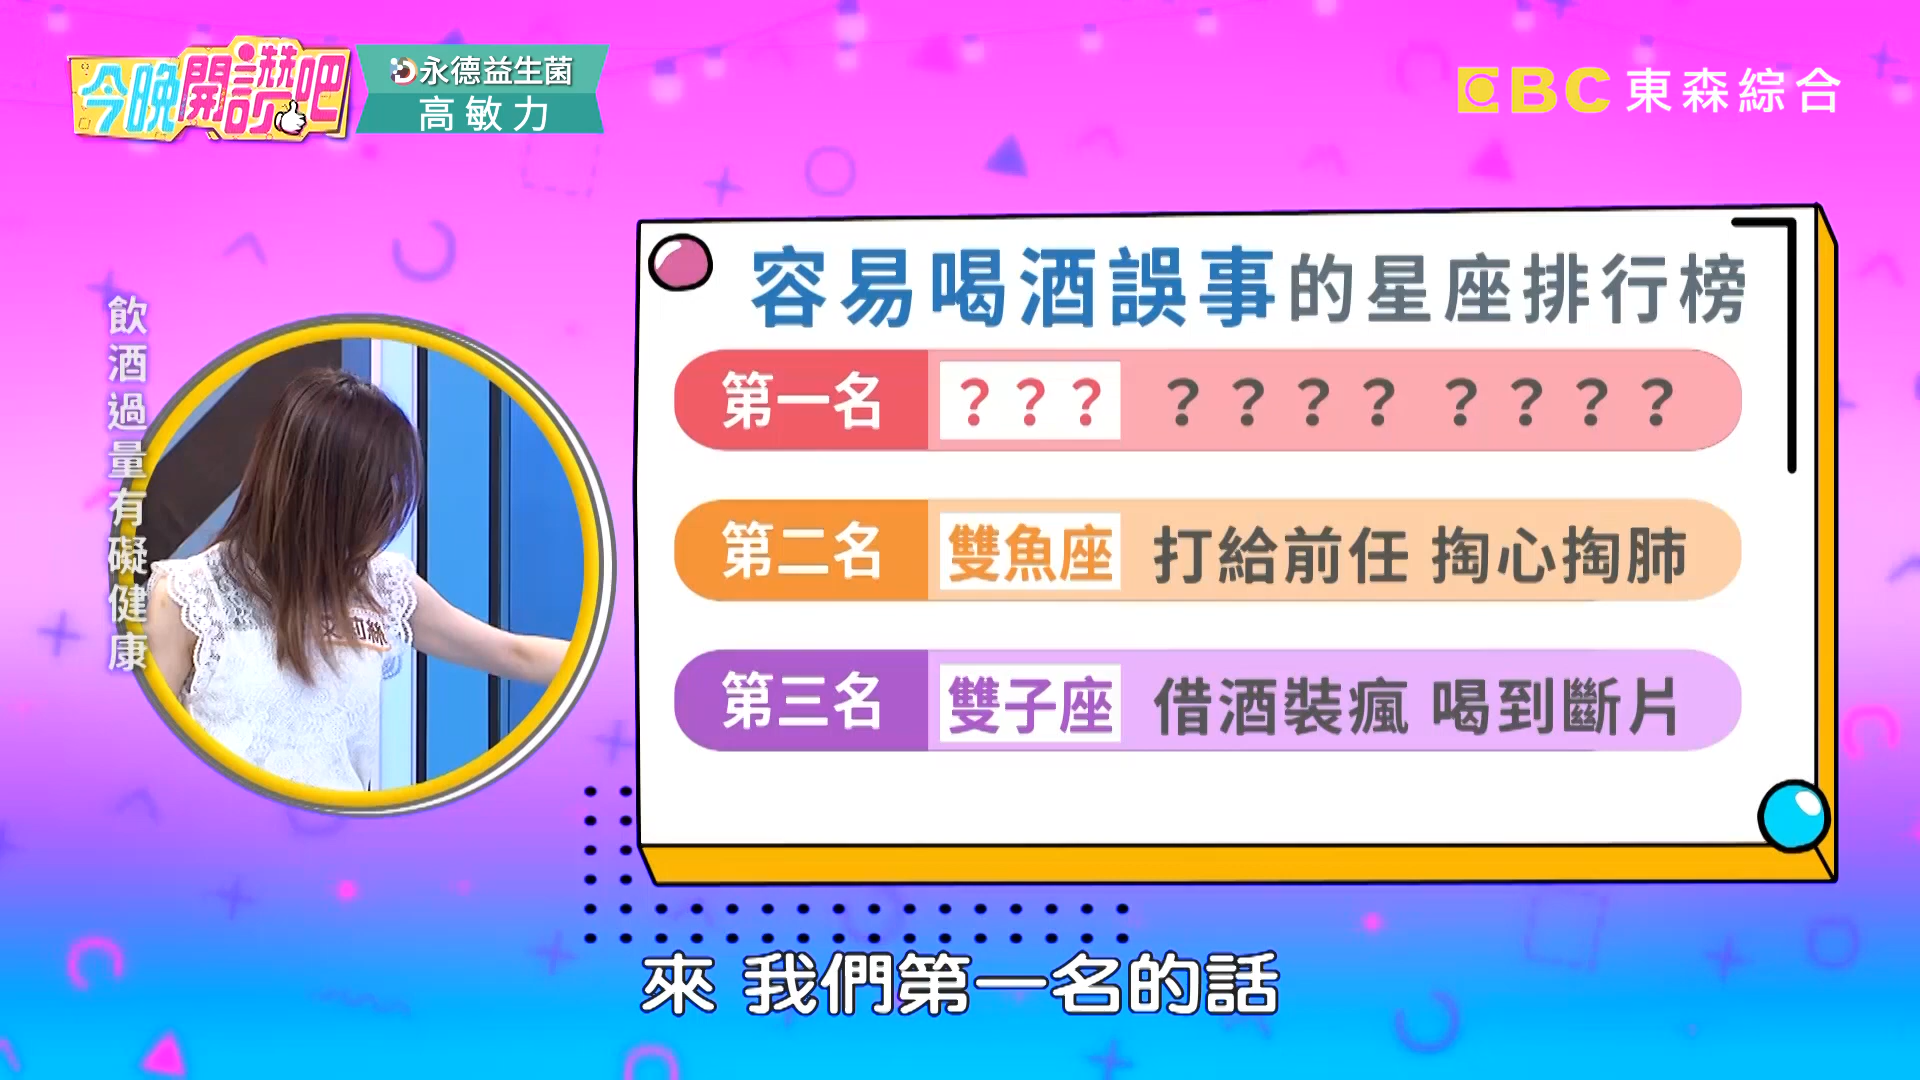 今晚開讚吧
永德益生菌
高敏力
EBC 東森綜合
飲酒過量有礙健康
容易喝酒誤事的星座排行榜
第一名 ？？？ ？？？？ ？？？？
第二名 雙魚座 打給前任 掏心掏肺
第三名 雙子座 借酒裝瘋 喝到斷片
來 我們第一名的話